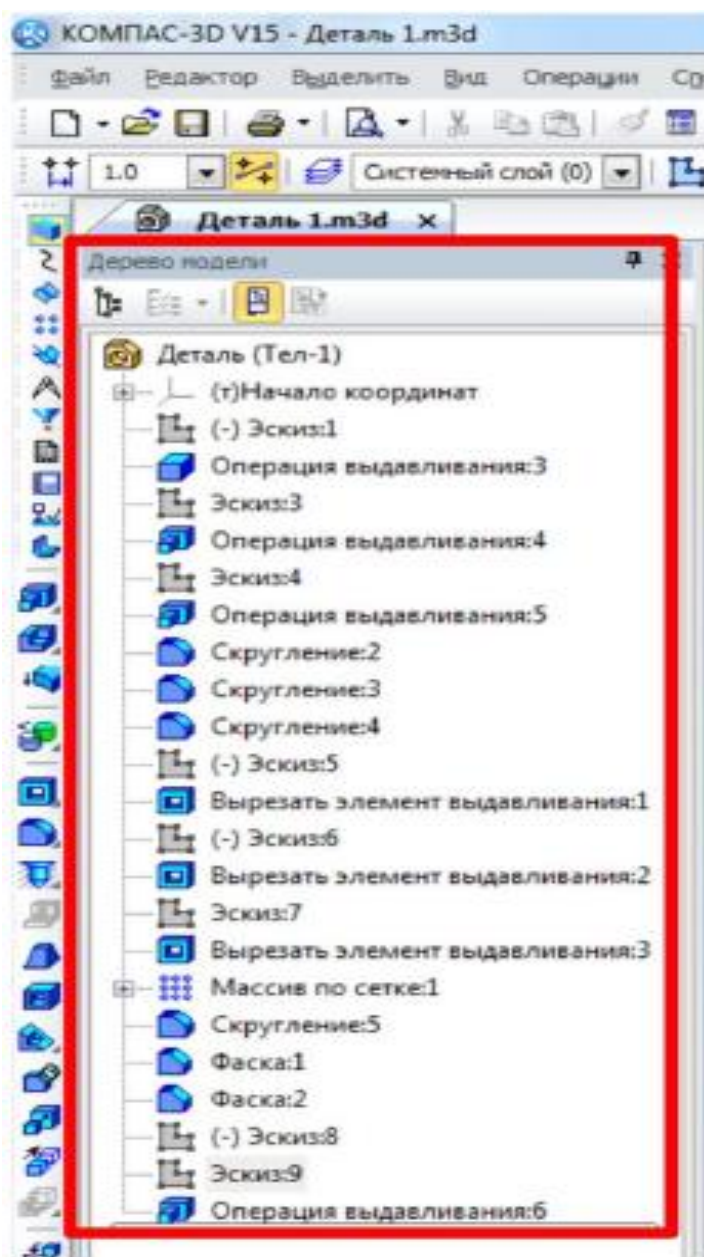 КОМПАС-3D V15 - Деталь 1.m3d
Файл Редактор Выделить Вид Операции
1.0 Системный слой (0)
Деталь 1.m3d
Дерево модели
Деталь (Тел-1)
(т)Начало координат
(-) Эскиз:1
Операция выдавливания:3
Эскиз:3
Операция выдавливания:4
Эскиз:4
Операция выдавливания:5
Скругление:2
Скругление:3
Скругление:4
(-) Эскиз:5
Вырезать элемент выдавливания:1
(-) Эскиз:6
Вырезать элемент выдавливания:2
Эскиз:7
Вырезать элемент выдавливания:3
Массив по сетке:1
Скругление:5
Фаска:1
Фаска:2
(-) Эскиз:8
Эскиз:9
Операция выдавливания:6